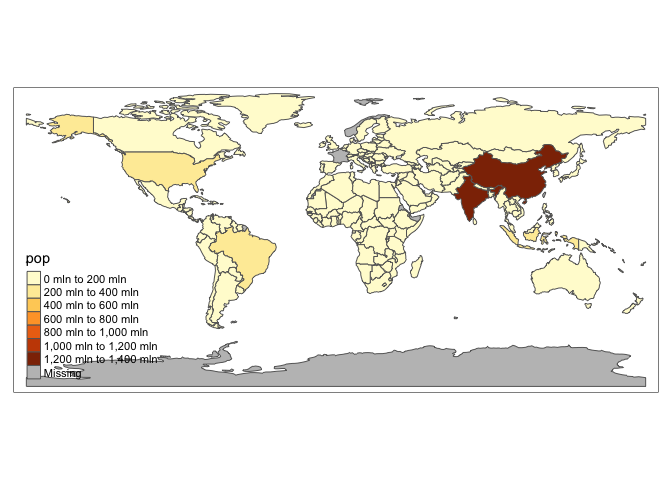 pop
0 mln to 200 mln
200 mln to 400 mln
400 mln to 600 mln
600 mln to 800 mln
800 mln to 1,000 mln
1,000 mln to 1,200 mln
1,200 mln to 1,400 mln
Missing